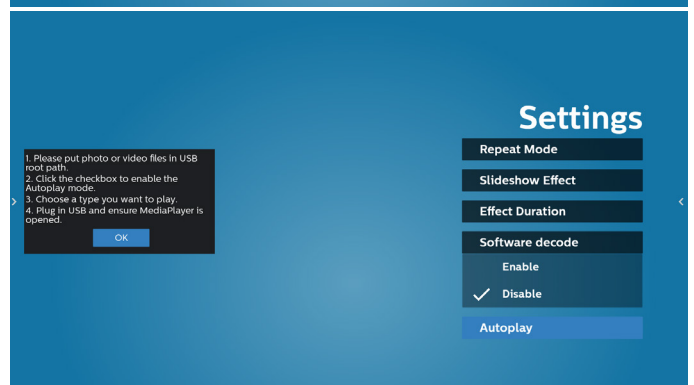 Settings
1. Please put photo or video files in USB
root path.
2. Click the checkbox to enable the
Autoplay mode.
3. Choose a type you want to play.
4. Plug in USB and ensure MediaPlayer is
opened.
OK
Repeat Mode
Slideshow Effect
Effect Duration
Software decode
Enable
Disable
Autoplay